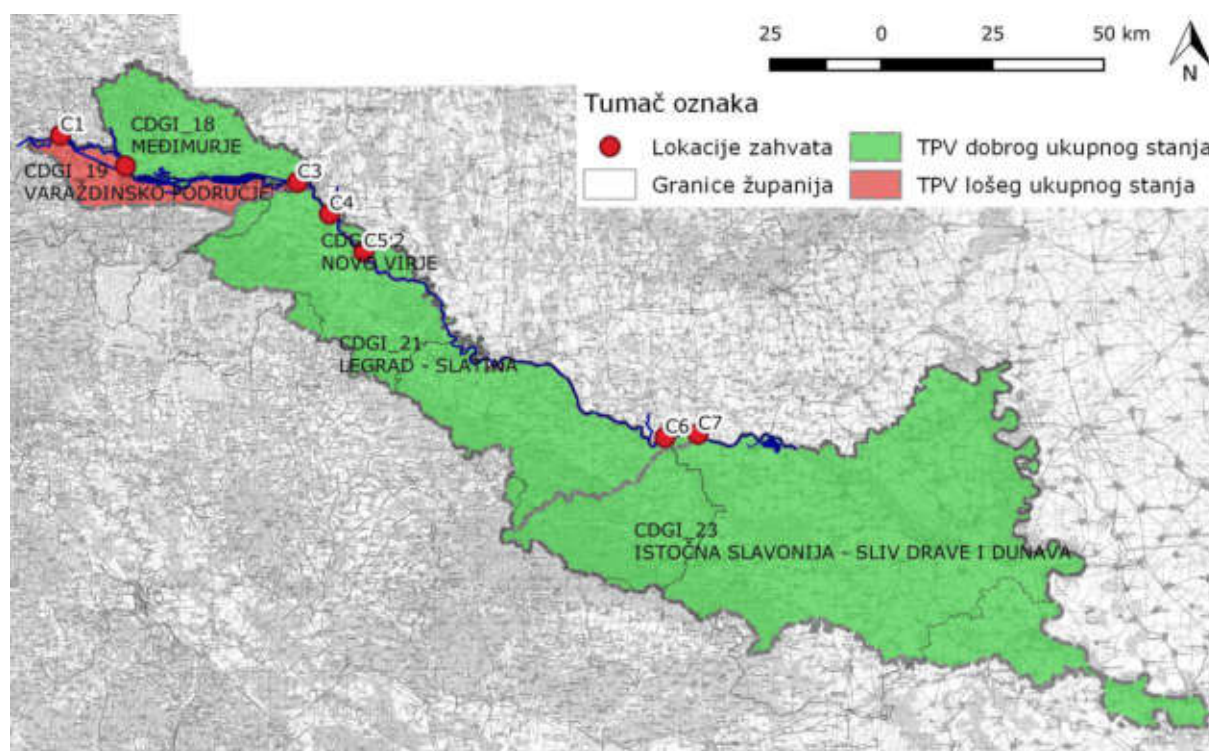 25 0 25 50 km
N
Tumač oznaka
Lokacije zahvata
TPV dobrog ukupnog stanja
Granice županija
TPV lošeg ukupnog stanja
C1
CDGI_18
MEĐIMURJE
CDGI_19
VARAŽDINSKO PODRUČJE
C3
C4
C5
2
NOVO VIRJE
CDGI_21
LEGRAD - SLATINA
C6
C7
CDGI_23
ISTOČNA SLAVONIJA - SLIV DRAVE I DUNAVA